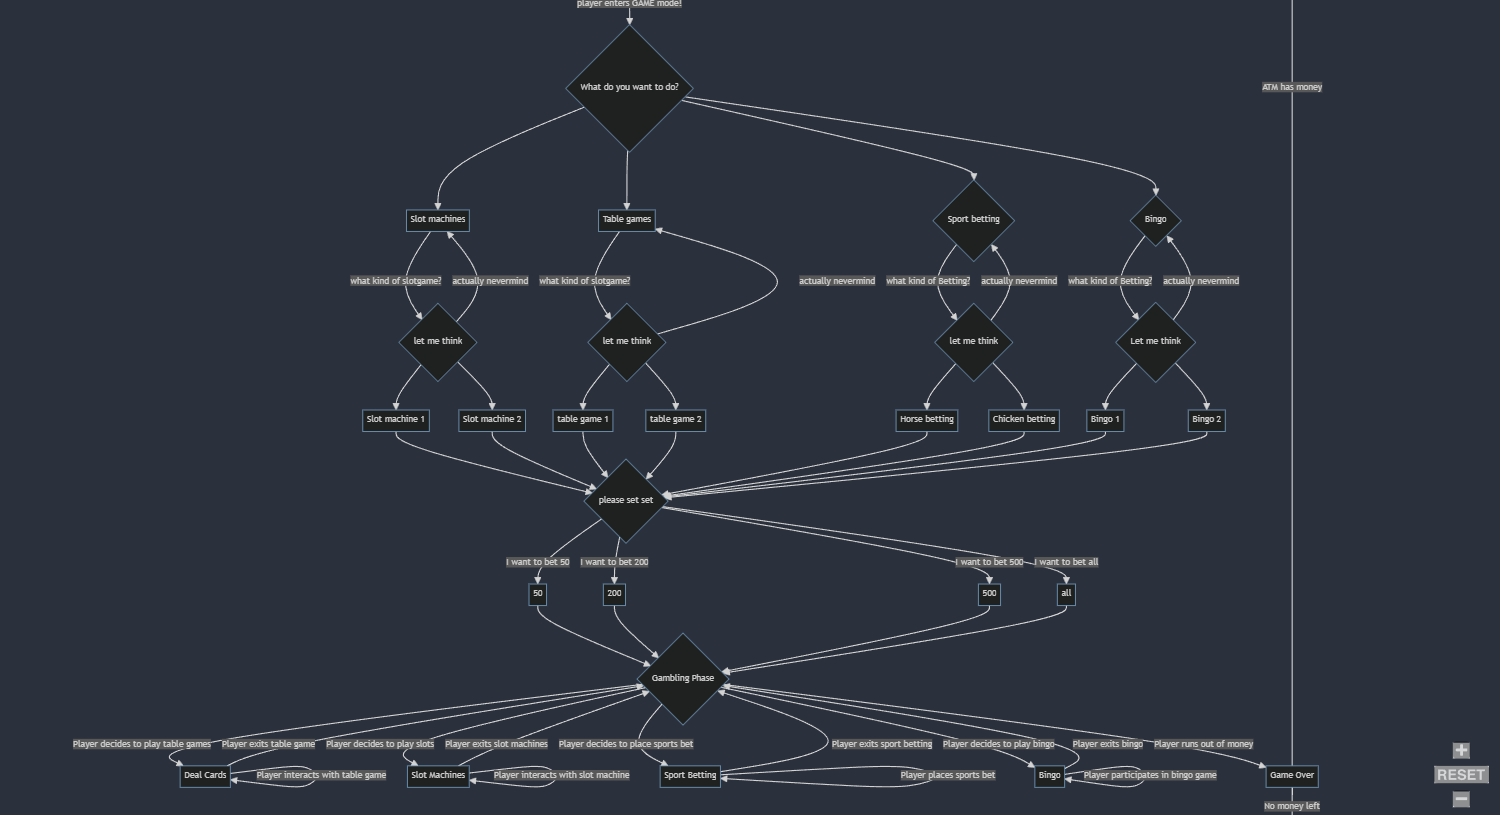 player enters GAME mode!
What do you want to do?
ATM has money
Slot machines
Table games
Sport betting
Bingo
what kind of slotgame?
actually nevermind
what kind of slotgame?
actually nevermind
what kind of Betting?
actually nevermind
what kind of Betting?
actually nevermind
let me think
let me think
let me think
Let me think
Slot machine 1
Slot machine 2
table game 1
table game 2
Horse betting
Chicken betting
Bingo 1
Bingo 2
please set set
I want to bet 50
I want to bet 200
I want to bet 500
I want to bet all
50
200
500
all
Gambling Phase
Player decides to play table games
Player exits table game
Player decides to play slots
Player exits slot machines
Player decides to place sports bet
Player exits sport betting
Player decides to play bingo
Player exits bingo
Player runs out of money
Deal Cards
Player interacts with table game
Slot Machines
Player interacts with slot machine
Sport Betting
Player places sports bet
Bingo
Player participates in bingo game
Game Over
RESET
No money left